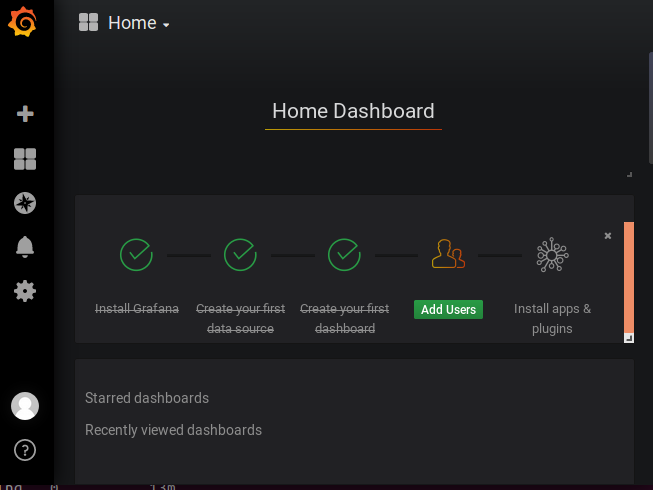 Home
Home Dashboard
Install Grafana
Create your first
data source
Create your first
dashboard
Add Users
Install apps &
plugins
Starred dashboards
Recently viewed dashboards